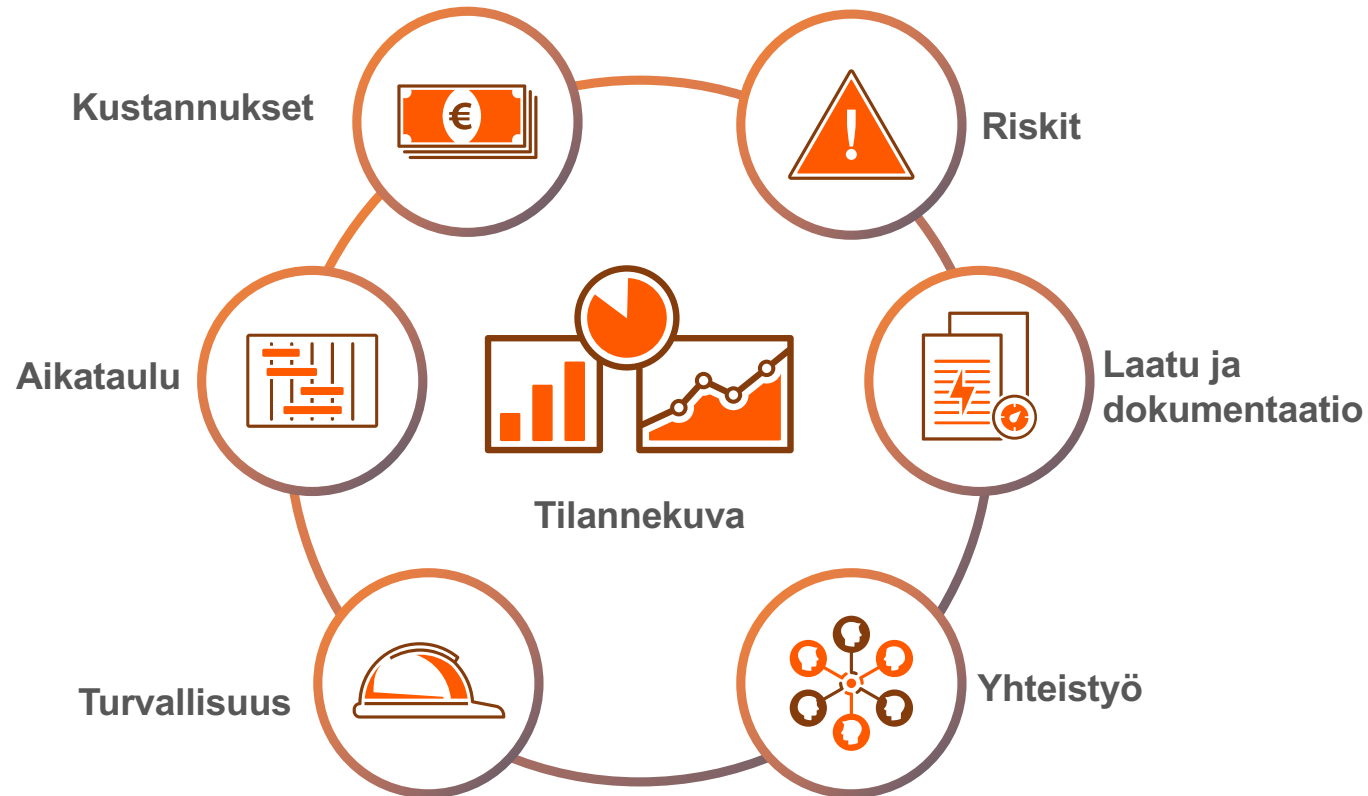 Kustannukset
€
!
Riskit
Aikataulu
Laatu ja
dokumentaatio
Tilannekuva
Turvallisuus
Yhteistyö